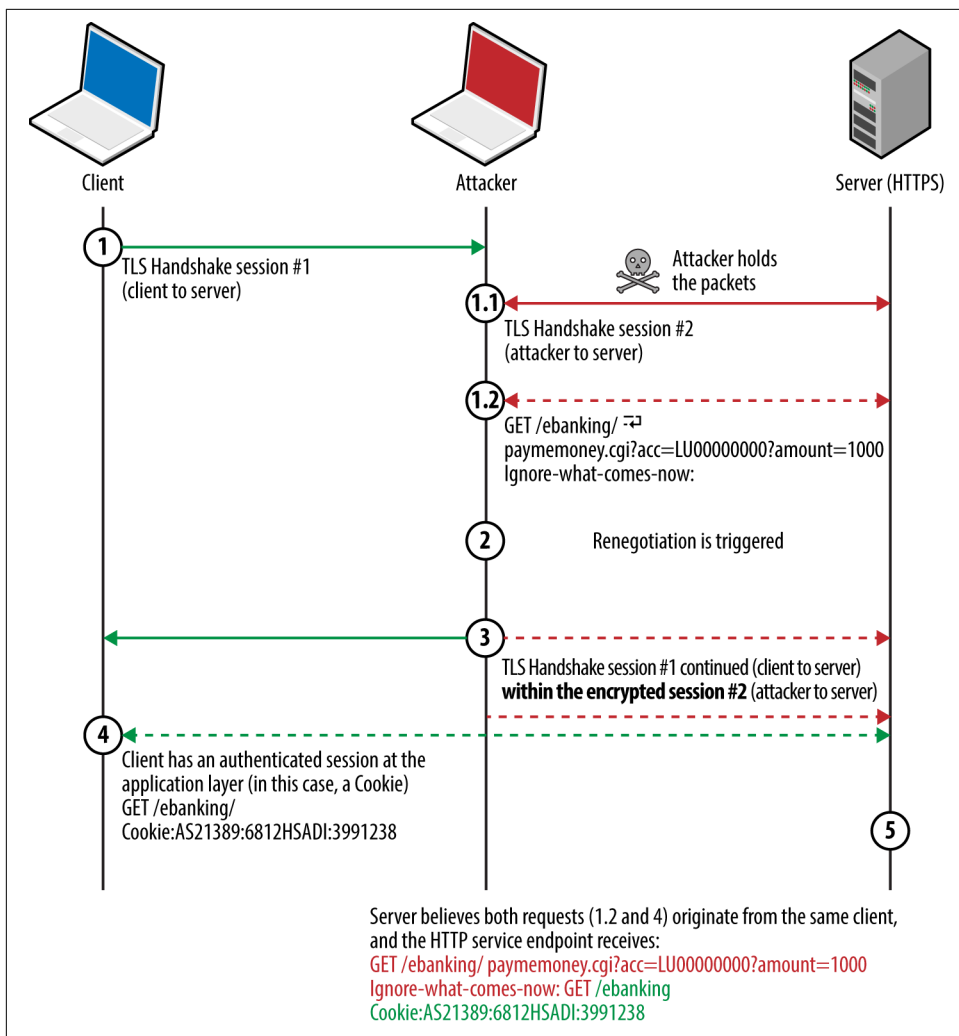 Client
Attacker
Server (HTTPS)
1
TLS Handshake session #1
(client to server)
Attacker holds
the packets
1.1
TLS Handshake session #2
(attacker to server)
1.2
GET /ebanking/
paymemoney.cgi?acc=LU00000000?amount=1000
Ignore-what-comes-now:
2
Renegotiation is triggered
3
TLS Handshake session #1 continued (client to server)
within the encrypted session #2 (attacker to server)
4
Client has an authenticated session at the
application layer (in this case, a Cookie)
GET /ebanking/
Cookie:AS21389:6812HSADI:3991238
5
Server believes both requests (1.2 and 4) originate from the same client,
and the HTTP service endpoint receives:
GET /ebanking/ paymemoney.cgi?acc=LU00000000?amount=1000
Ignore-what-comes-now: GET /ebanking
Cookie:AS21389:6812HSADI:3991238